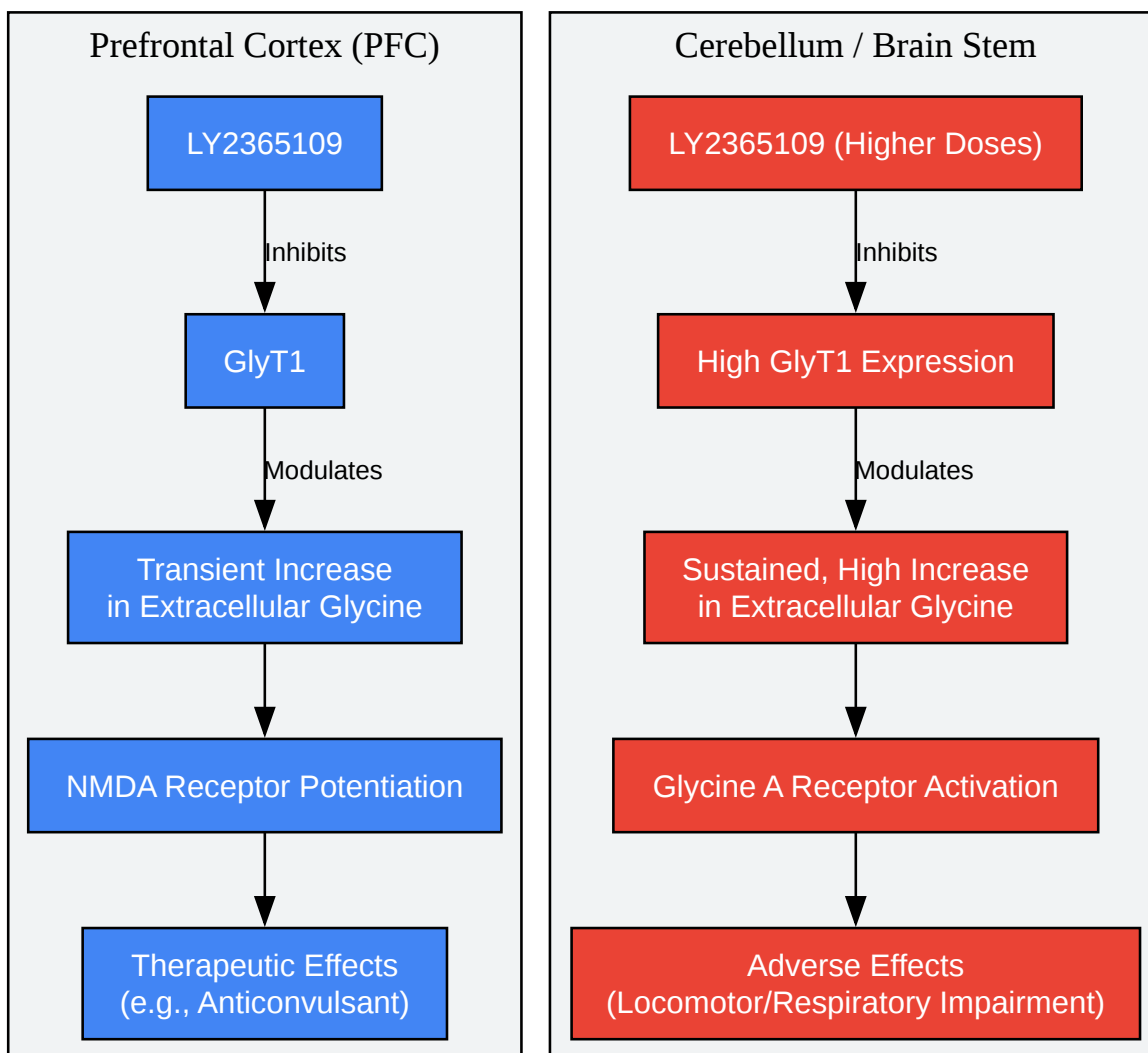 Prefrontal Cortex (PFC)
LY2365109
Inhibits
GlyT1
Modulates
Transient Increase
in Extracellular Glycine
NMDA Receptor Potentiation
Therapeutic Effects
(e.g., Anticonvulsant)
Cerebellum / Brain Stem
LY2365109 (Higher Doses)
Inhibits
High GlyT1 Expression
Modulates
Sustained, High Increase
in Extracellular Glycine
Glycine A Receptor Activation
Adverse Effects
(Locomotor/Respiratory Impairment)